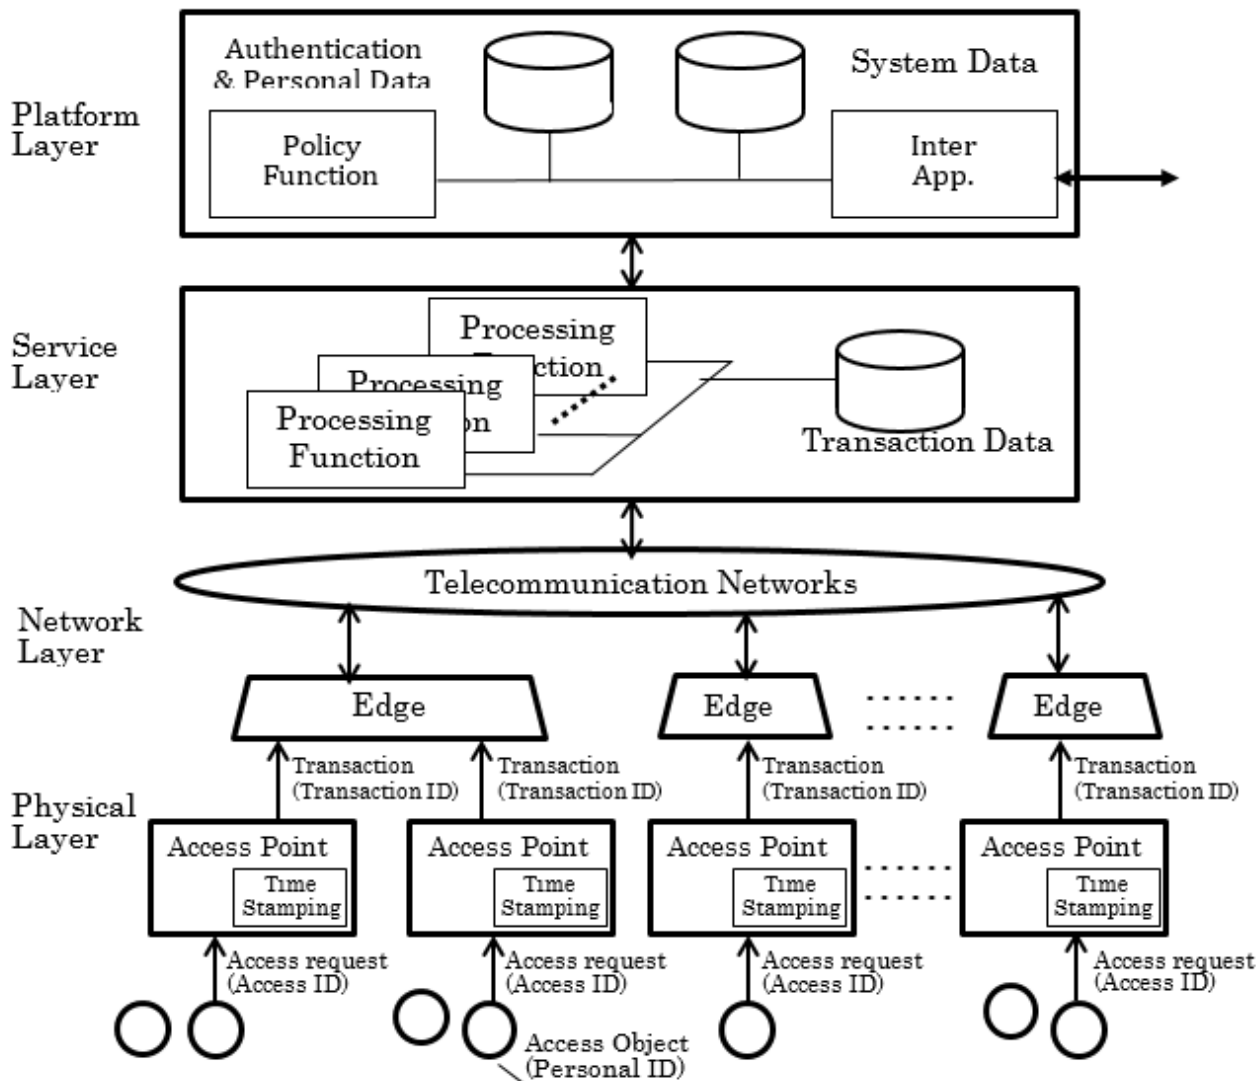 Authentication
& Personal Data
System Data
Platform
Layer
Policy
Function
Inter
App.
Service
Layer
Processing
Function
Processing
Processing
Function
Transaction Data
Telecommunication Networks
Network
Layer
Edge
Edge
Edge
Transaction
(Transaction ID)
Transaction
(Transaction ID)
Transaction
(Transaction ID)
Transaction
(Transaction ID)
Physical
Layer
Access Point
Time
Stamping
Access Point
Time
Stamping
Access Point
Time
Stamping
Access Point
Time
Stamping
Access request
(Access ID)
Access request
(Access ID)
Access request
(Access ID)
Access request
(Access ID)
Access Object
(Personal ID)